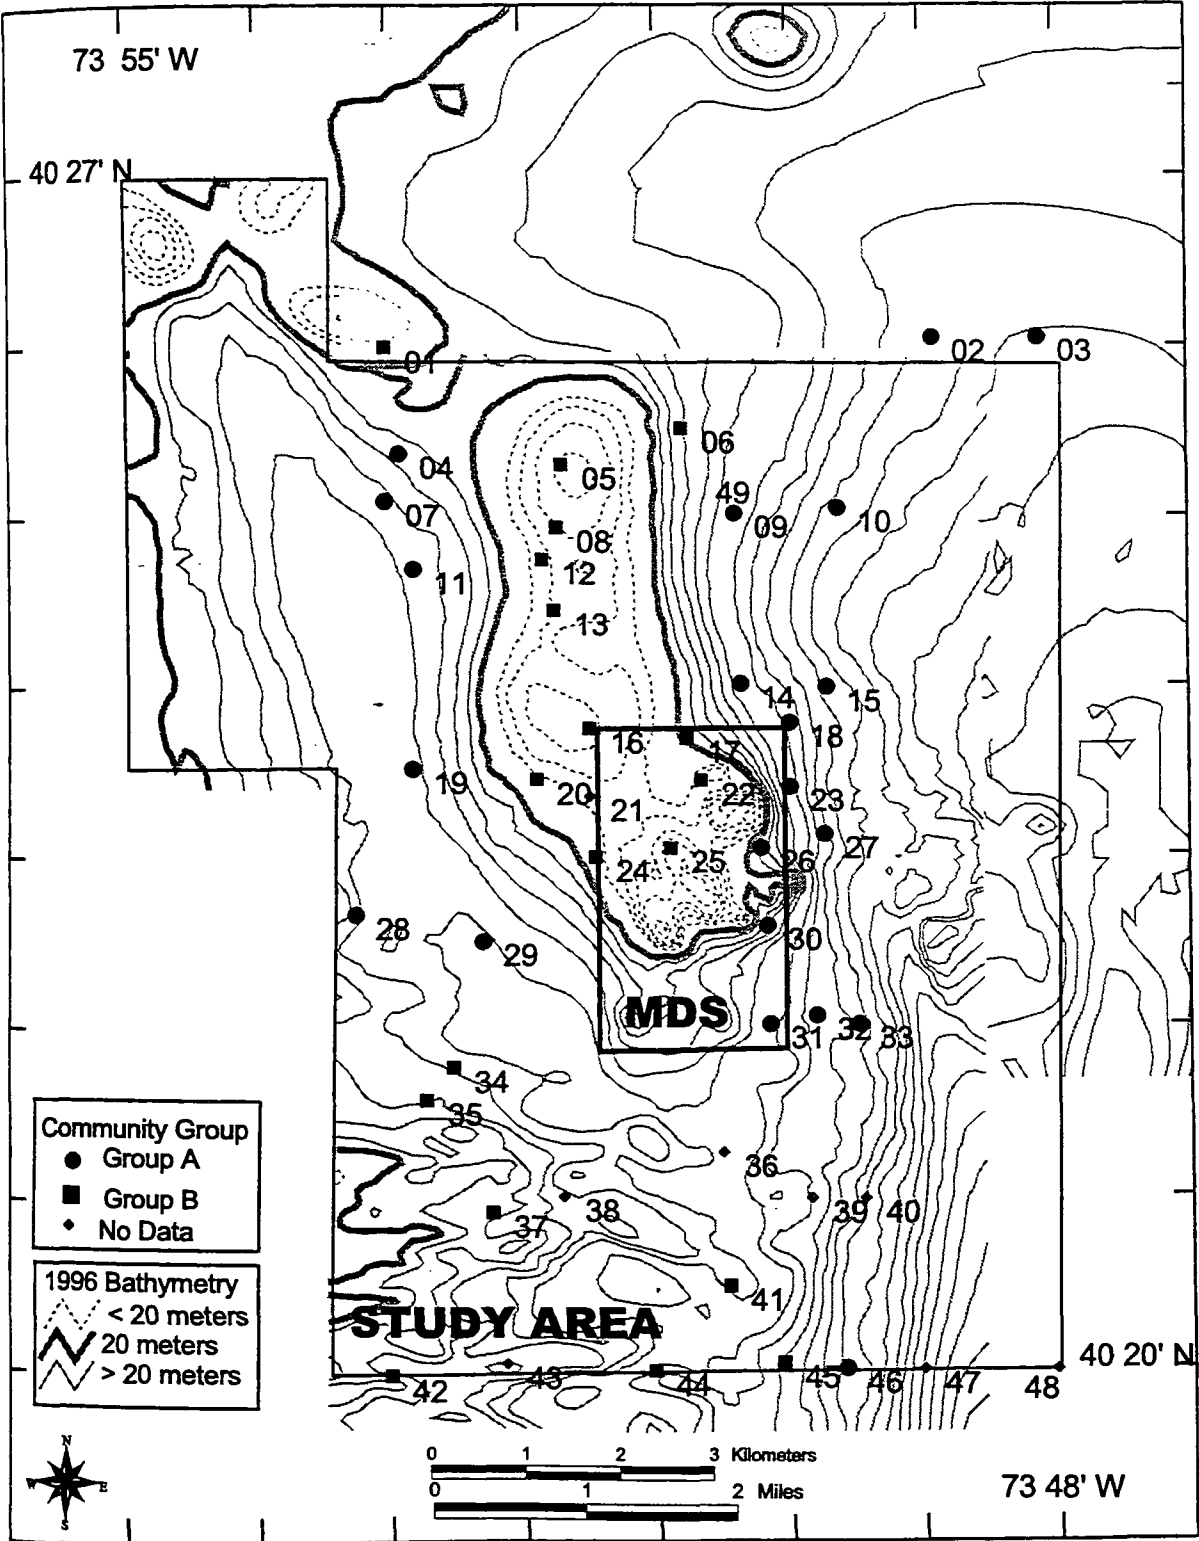 73 55' W
40 27' N
02
03
01
06
04
05
49
07
09
10
08
12
11
13
14
15
16
17
18
19
20
21
22
23
24
25
26
27
28
29
30
MDS
31
32
33
34
35
36
37
38
39
40
41
STUDY AREA
42
43
44
45
46
47
48
40 20' N
Community Group
Group A
Group B
No Data
1996 Bathymetry
< 20 meters
20 meters
> 20 meters
N
W
E
S
0 1 2 3 Kilometers
0 1 2 Miles
73 48' W